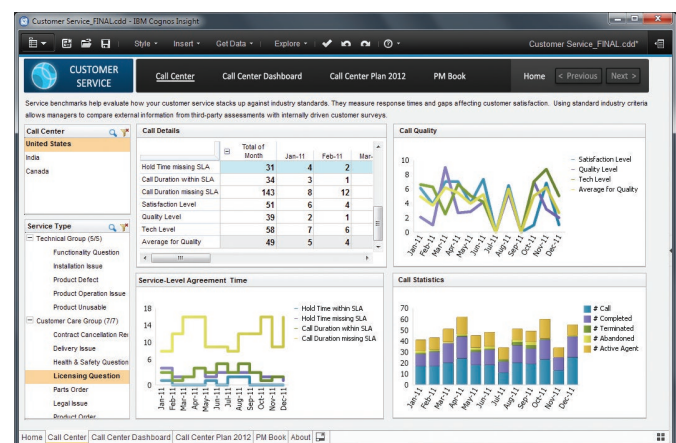 Customer Service_FINAL.cdd - IBM Cognos Insight
Style Insert Get Data Explore Customer Service_FINAL.cdd*
CUSTOMER SERVICE
Call Center Call Center Dashboard Call Center Plan 2012 PM Book Home < Previous Next >
Service benchmarks help evaluate how your customer service stacks up against industry standards. They measure response times and gaps affecting customer satisfaction. Using standard industry criteria
allows managers to compare external information from third-party assessments with internally driven customer surveys.
Call Center
United States
India
Canada
Service Type
Technical Group (5/5)
Functionality Question
Installation Issue
Product Defect
Product Operation Issue
Product Unusable
Customer Care Group (7/7)
Contract Cancellation Re
Delivery Issue
Health & Safety Question
Licensing Question
Parts Order
Legal Issue
Product Order
Call Details
Total of Month Jan-11 Feb-11 Mar-
Hold Time missing SLA 31 4 2
Call Duration within SLA 34 3 1
Call Duration missing SLA 143 8 12
Satisfaction Level 51 6 4
Quality Level 39 2 1
Tech Level 58 7 6
Average for Quality 49 5 4
Call Quality
10
8
6
4
2
0
Jan-11 Feb-11 Mar-11 Apr-11 May-11 Jun-11 Jul-11 Aug-11 Sep-11 Oct-11 Nov-11 Dec-11
Satisfaction Level
Quality Level
Tech Level
Average for Quality
Service-Level Agreement Time
18
14
10
6
0
Jan-11 Feb-11 Mar-11 Apr-11 May-11 Jun-11 Jul-11 Aug-11 Sep-11 Oct-11 Nov-11 Dec-11
Hold Time within SLA
Hold Time missing SLA
Call Duration within SLA
Call Duration missing SLA
Call Statistics
70
60
50
40
30
20
10
0
Jan-11 Feb-11 Mar-11 Apr-11 May-11 Jun-11 Jul-11 Aug-11 Sep-11 Oct-11 Nov-11 Dec-11
# Call
# Completed
# Terminated
# Abandoned
# Active Agent
Home Call Center Call Center Dashboard Call Center Plan 2012 PM Book About